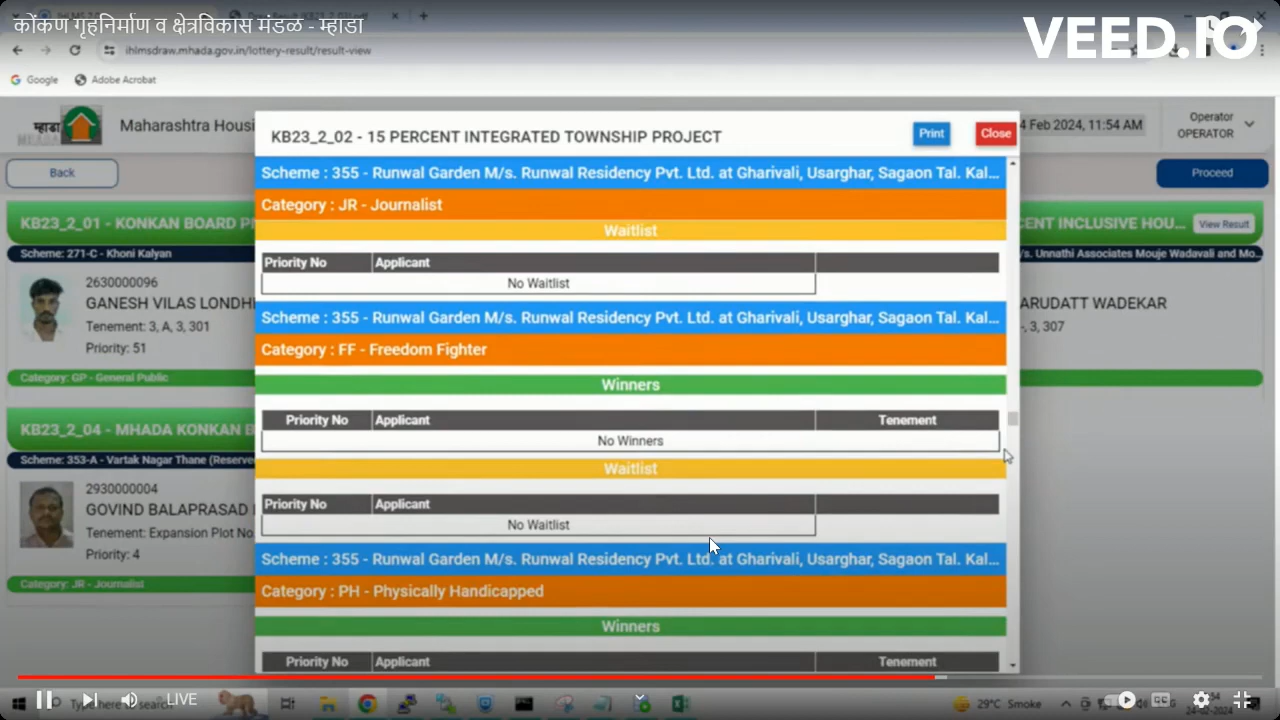 कोंकण गृहनिर्माण व क्षेत्रविकास मंडळ - म्हाडा
VEED.IO
ihlmsdraw.mhada.gov.in/lottery-result/result-view
Google
Adobe Acrobat
म्हाडा
MHADA
Maharashtra Housi
4 Feb 2024, 11:54 AM
Operator
OPERATOR
KB23_2_02 - 15 PERCENT INTEGRATED TOWNSHIP PROJECT
Print
Close
Back
Proceed
Scheme : 355 - Runwal Garden M/s. Runwal Residency Pvt. Ltd. at Gharivali, Usarghar, Sagaon Tal. Kal...
Category : JR - Journalist
Waitlist
Priority No Applicant
No Waitlist
Scheme : 355 - Runwal Garden M/s. Runwal Residency Pvt. Ltd. at Gharivali, Usarghar, Sagaon Tal. Kal...
Category : FF - Freedom Fighter
Winners
Priority No Applicant Tenement
No Winners
Waitlist
Priority No Applicant
No Waitlist
Scheme : 355 - Runwal Garden M/s. Runwal Residency Pvt. Ltd. at Gharivali, Usarghar, Sagaon Tal. Kal...
Category : PH - Physically Handicapped
Winners
Priority No Applicant Tenement
KB23_2_01 - KONKAN BOARD P
Scheme: 271-C - Khoni Kalyan
2630000096
GANESH VILAS LONDH
Tenement: 3, A, 3, 301
Priority: 51
Category: GP - General Public
CENT INCLUSIVE HOU... View Result
/s. Unnathi Associates Mouje Wadavali and Mo...
ARUDATT WADEKAR
-, 3, 307
KB23_2_04 - MHADA KONKAN B
Scheme: 353-A - Vartak Nagar Thane (Reserve
2930000004
GOVIND BALAPRASAD
Tenement: Expansion Plot No
Priority: 4
Category: JR - Journalist
LIVE
Type here to search
29°C Smoke
24-02-2024